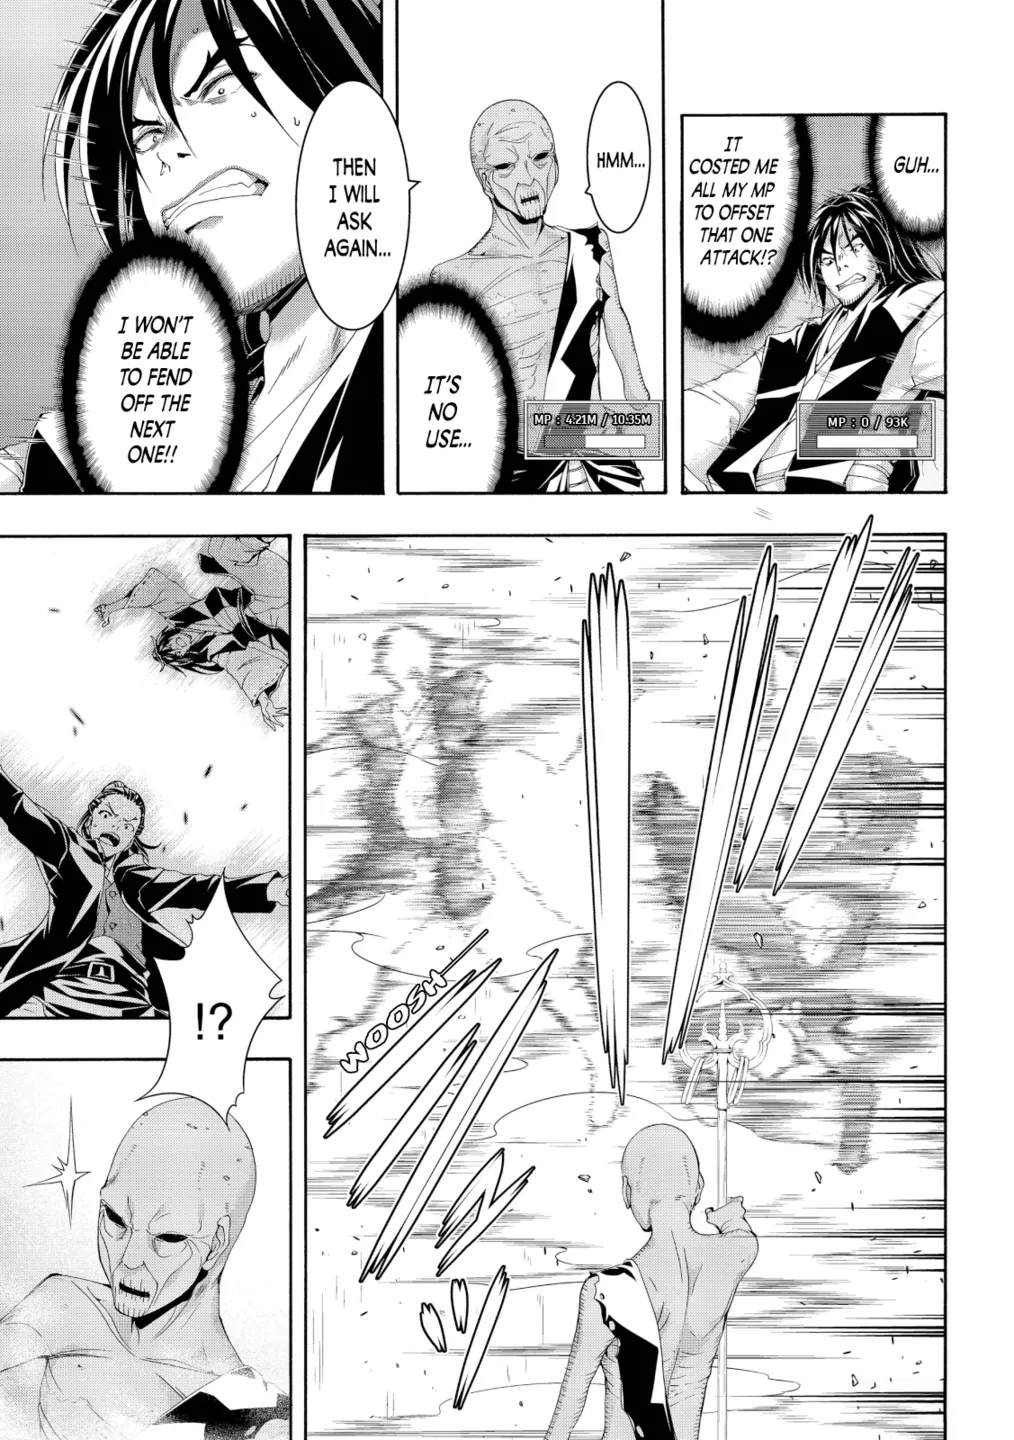 GUH...
IT
COSTED ME
ALL MY MP
TO OFFSET
THAT ONE
ATTACK!?
MP : 0 / 93K
HMM...
IT'S
NO
USE...
MP : 4.21M / 10.35M
THEN
I WILL
ASK
AGAIN...
I WON'T
BE ABLE
TO FEND
OFF THE
NEXT
ONE!!
WOOSH
!?